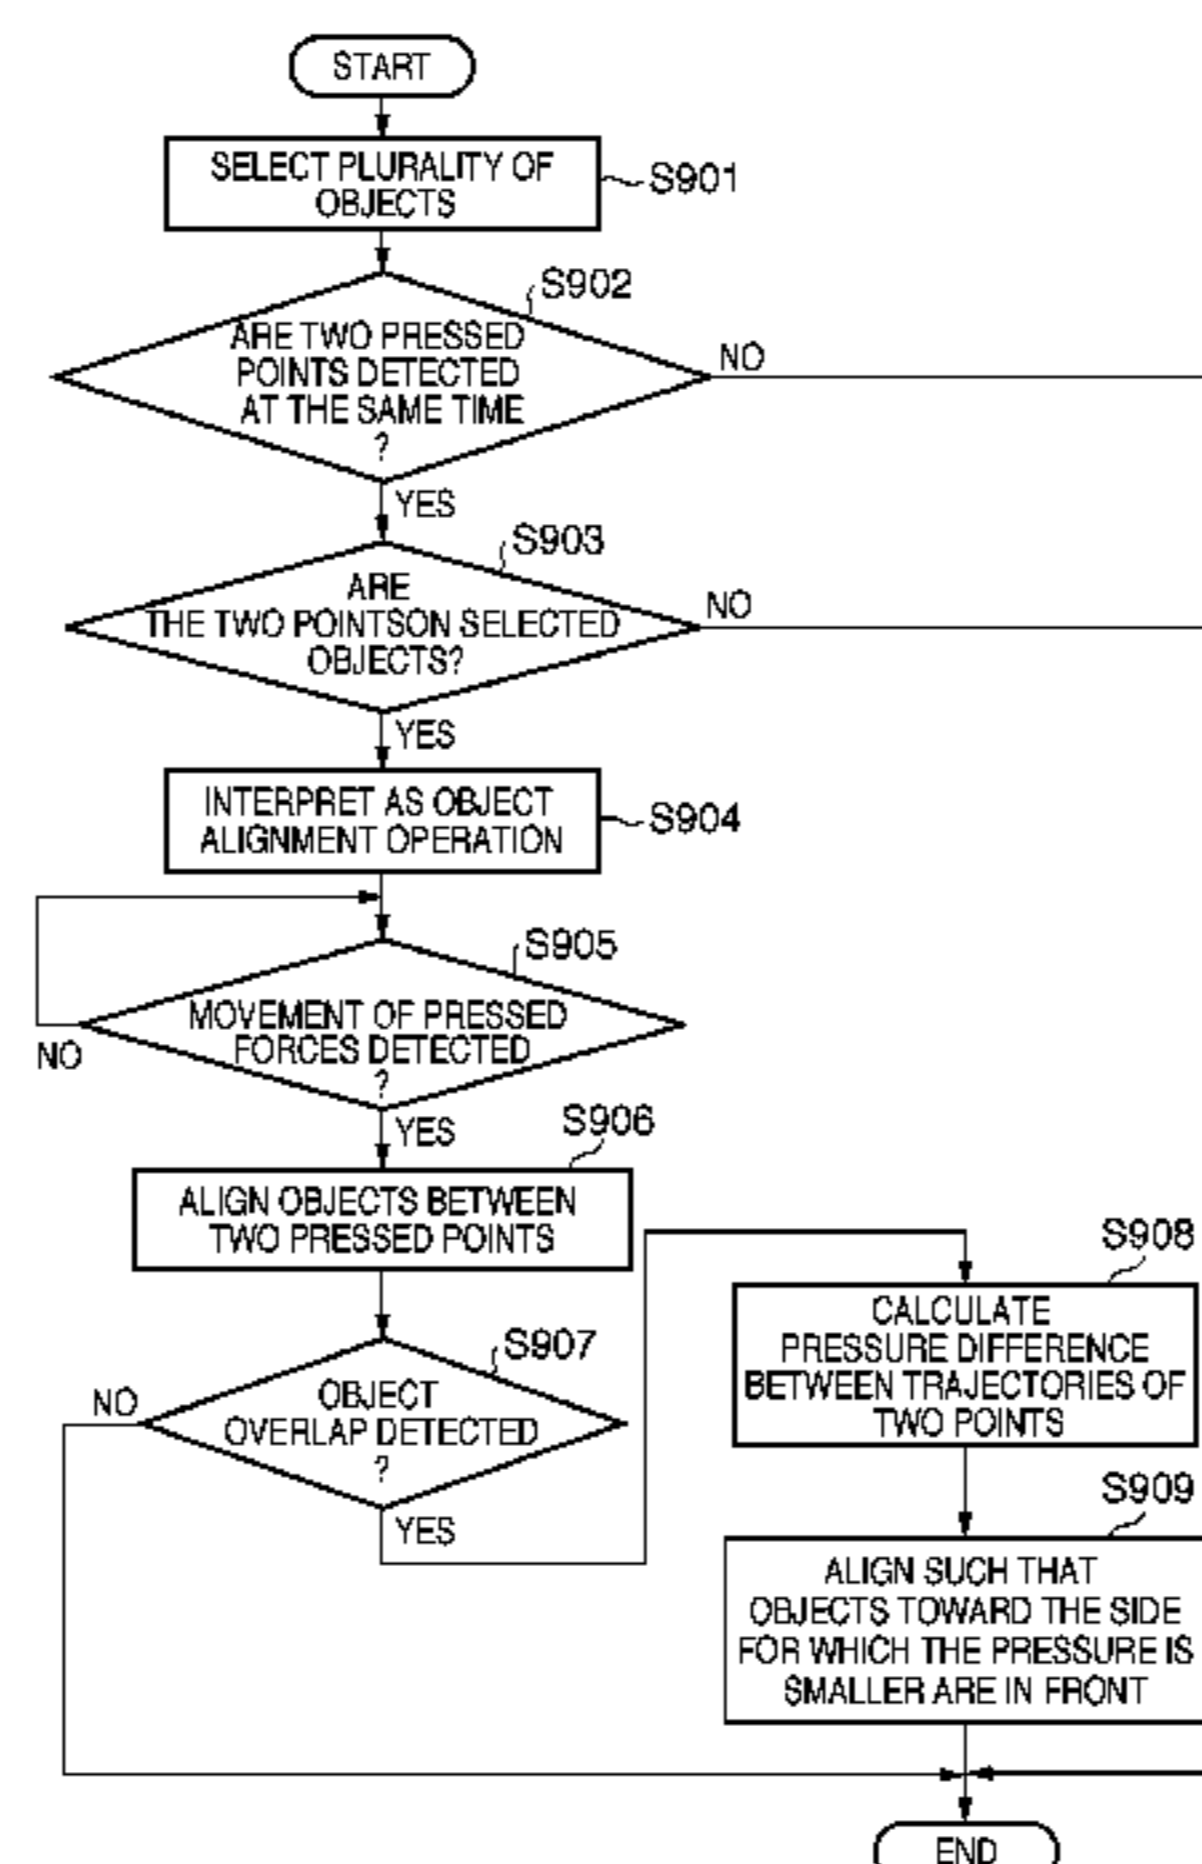 START
SELECT PLURALITY OF
OBJECTS
S901
S902
ARE TWO PRESSED
POINTS DETECTED
AT THE SAME TIME
?
NO
YES
S903
ARE
THE TWO POINTSON SELECTED
OBJECTS?
NO
YES
INTERPRET AS OBJECT
ALIGNMENT OPERATION
S904
S905
MOVEMENT OF PRESSED
FORCES DETECTED
?
NO
YES
S906
ALIGN OBJECTS BETWEEN
TWO PRESSED POINTS
S907
OBJECT
OVERLAP DETECTED
?
NO
YES
S908
CALCULATE
PRESSURE DIFFERENCE
BETWEEN TRAJECTORIES OF
TWO POINTS
S909
ALIGN SUCH THAT
OBJECTS TOWARD THE SIDE
FOR WHICH THE PRESSURE IS
SMALLER ARE IN FRONT
END